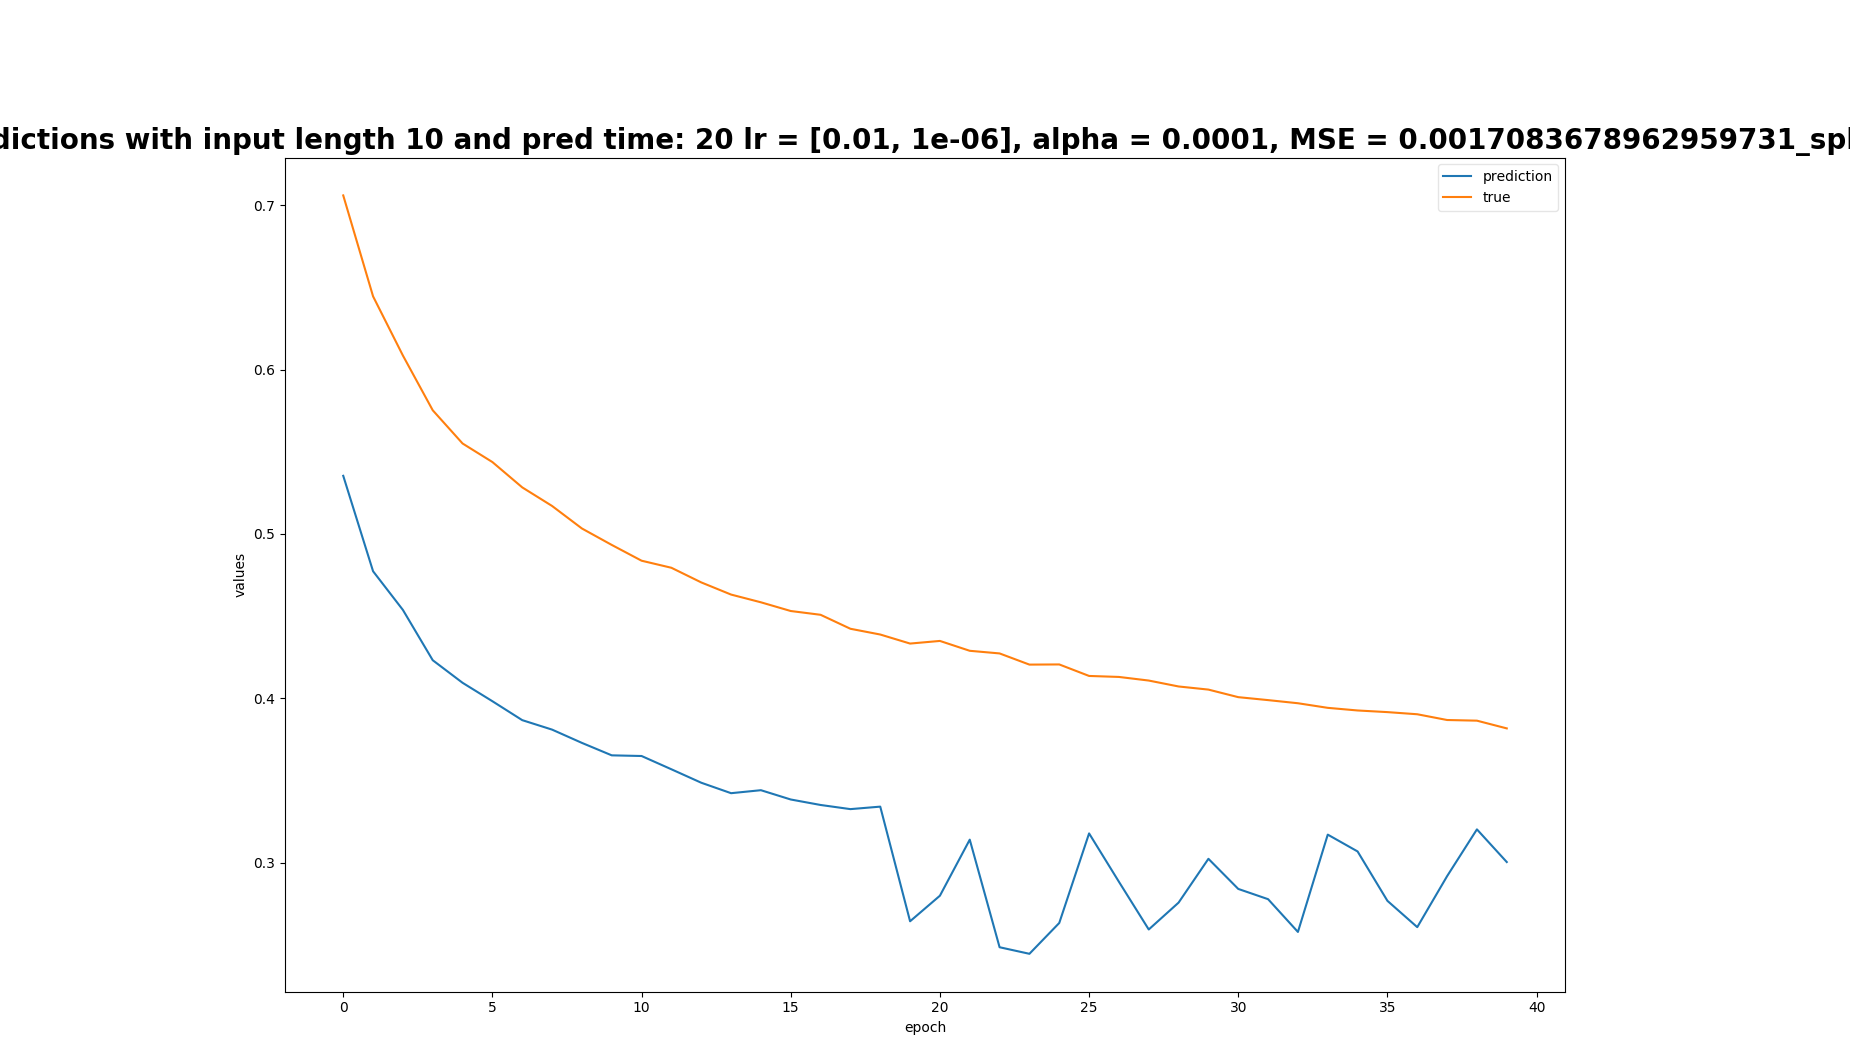 dictions with input length 10 and pred time: 20 lr = [0.01, 1e-06], alpha = 0.0001, MSE = 0.0017083678962959731_spl
prediction
true
0.7
0.6
0.5
0.4
0.3
values
0 5 10 15 20 25 30 35 40
epoch